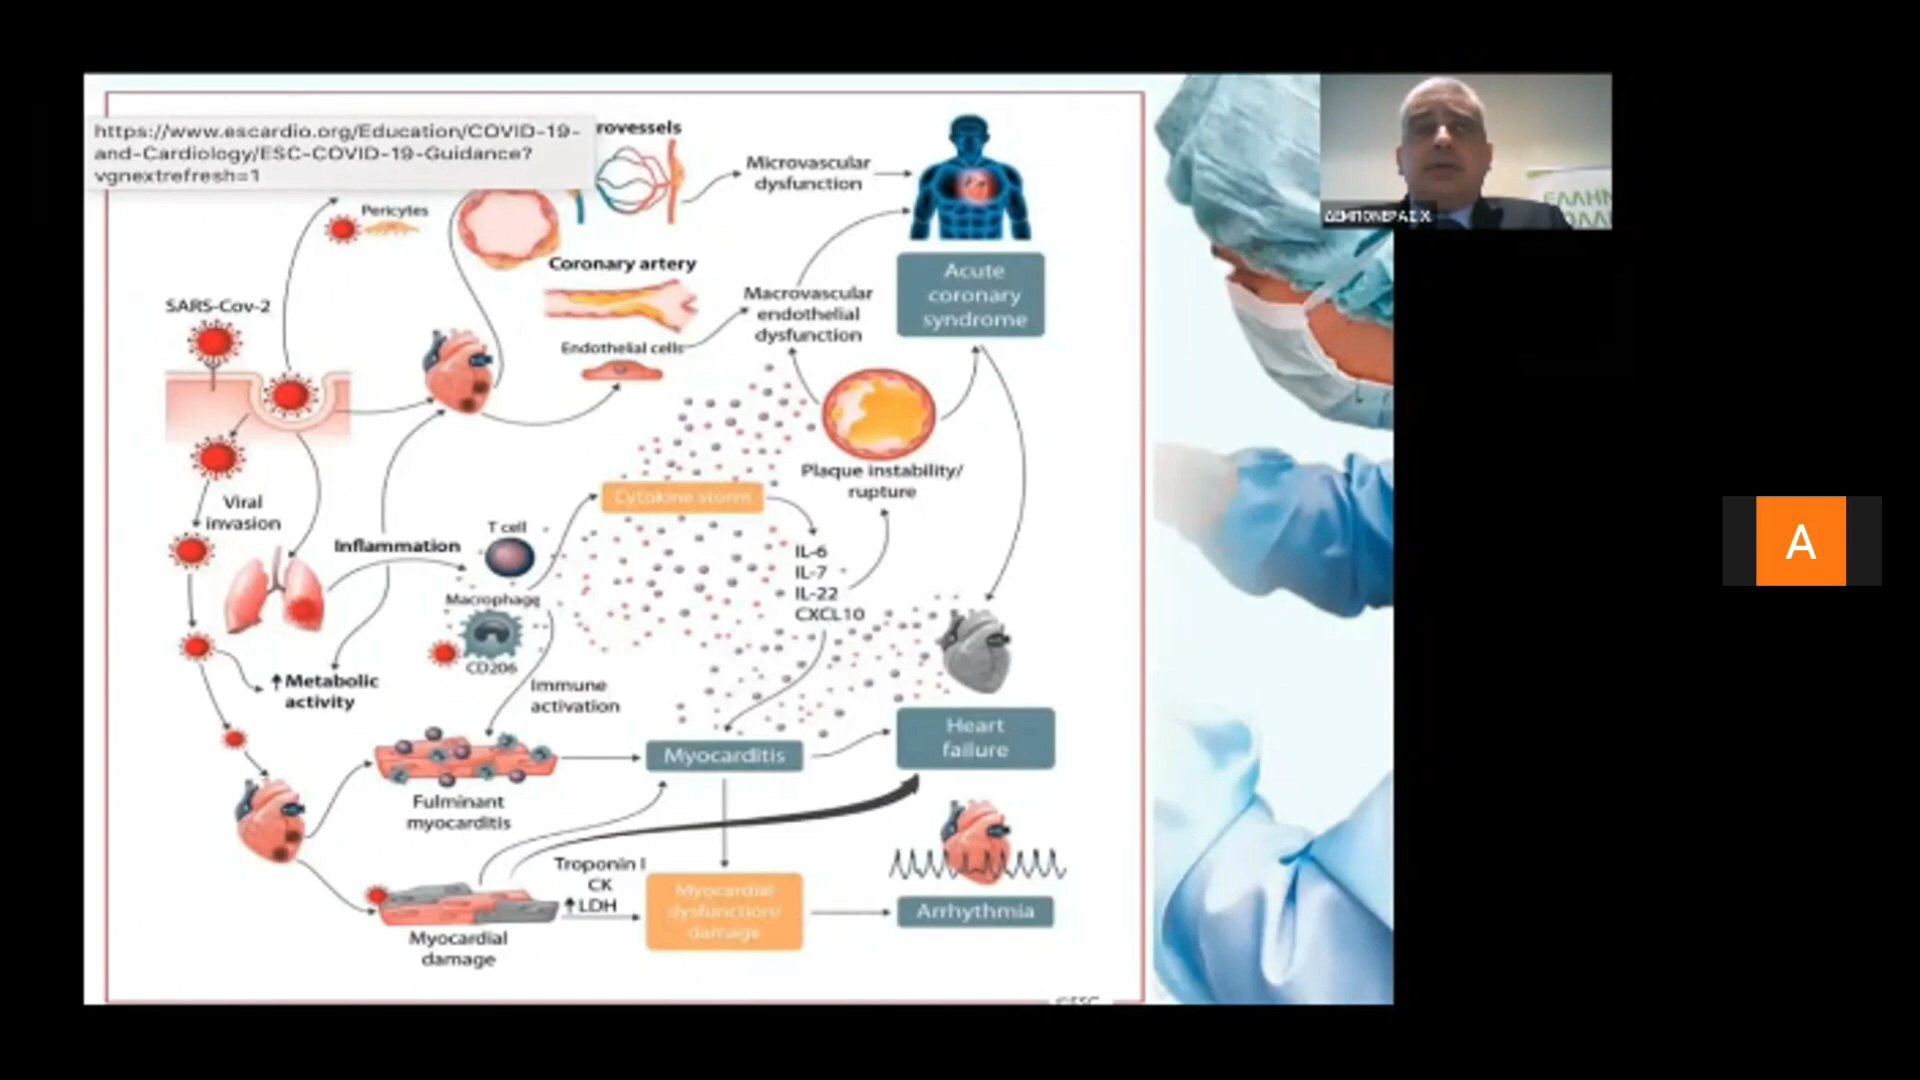 https://www.escardio.org/Education/COVID-19-
and-Cardiology/ESC-COVID-19-Guidance?
vgnextrefresh=1
rovessels
Microvascular
dysfunction
Pericytes
Coronary artery
SARS-Cov-2
Macrovascular
endothelial
dysfunction
Acute
coronary
syndrome
Endothelial cells
Plaque instability/
rupture
Cytokine storm
Viral
invasion
T cell
Inflammation
IL-6
IL-7
IL-22
CXCL10
Macrophage
CD206
Metabolic
activity
Immune
activation
Heart
failure
Myocarditis
Fulminant
myocarditis
Troponin I
CK
LDH
Myocardial
dysfunction/
damage
Arrhythmia
Myocardial
damage
©ESC
ΔΕΜΠΟΝΕΡΑΣ Χ.
ΕΛΛΗΝ
A